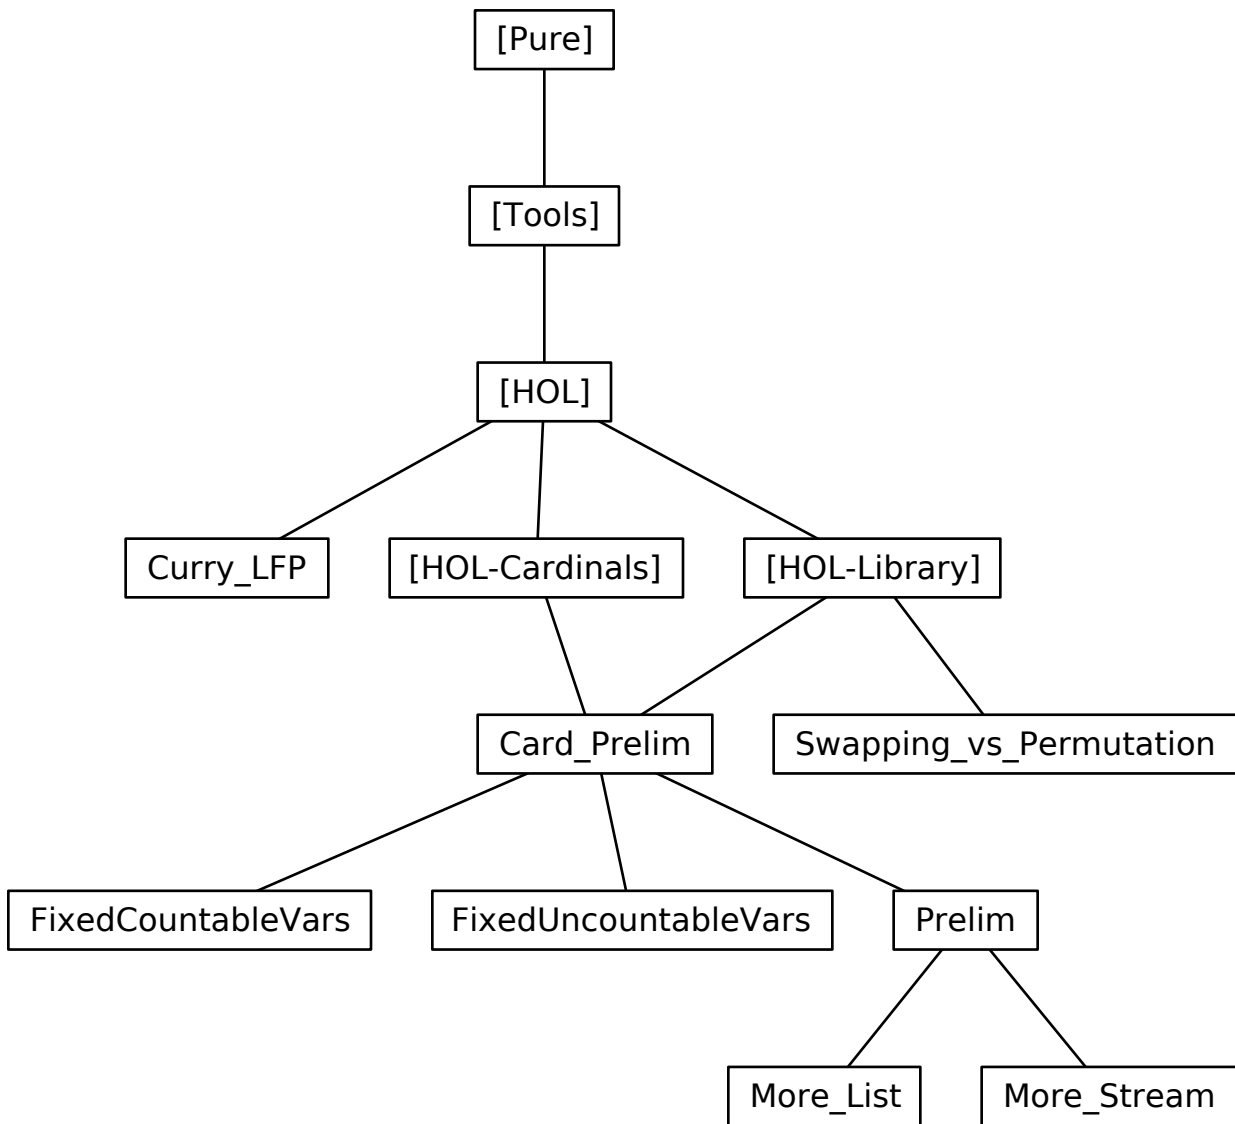 [Pure]
[Tools]
[HOL]
Curry_LFP
[HOL-Cardinals]
[HOL-Library]
Card_Prelim
Swapping_vs_Permutation
FixedCountableVars
FixedUncountableVars
Prelim
More_List
More_Stream